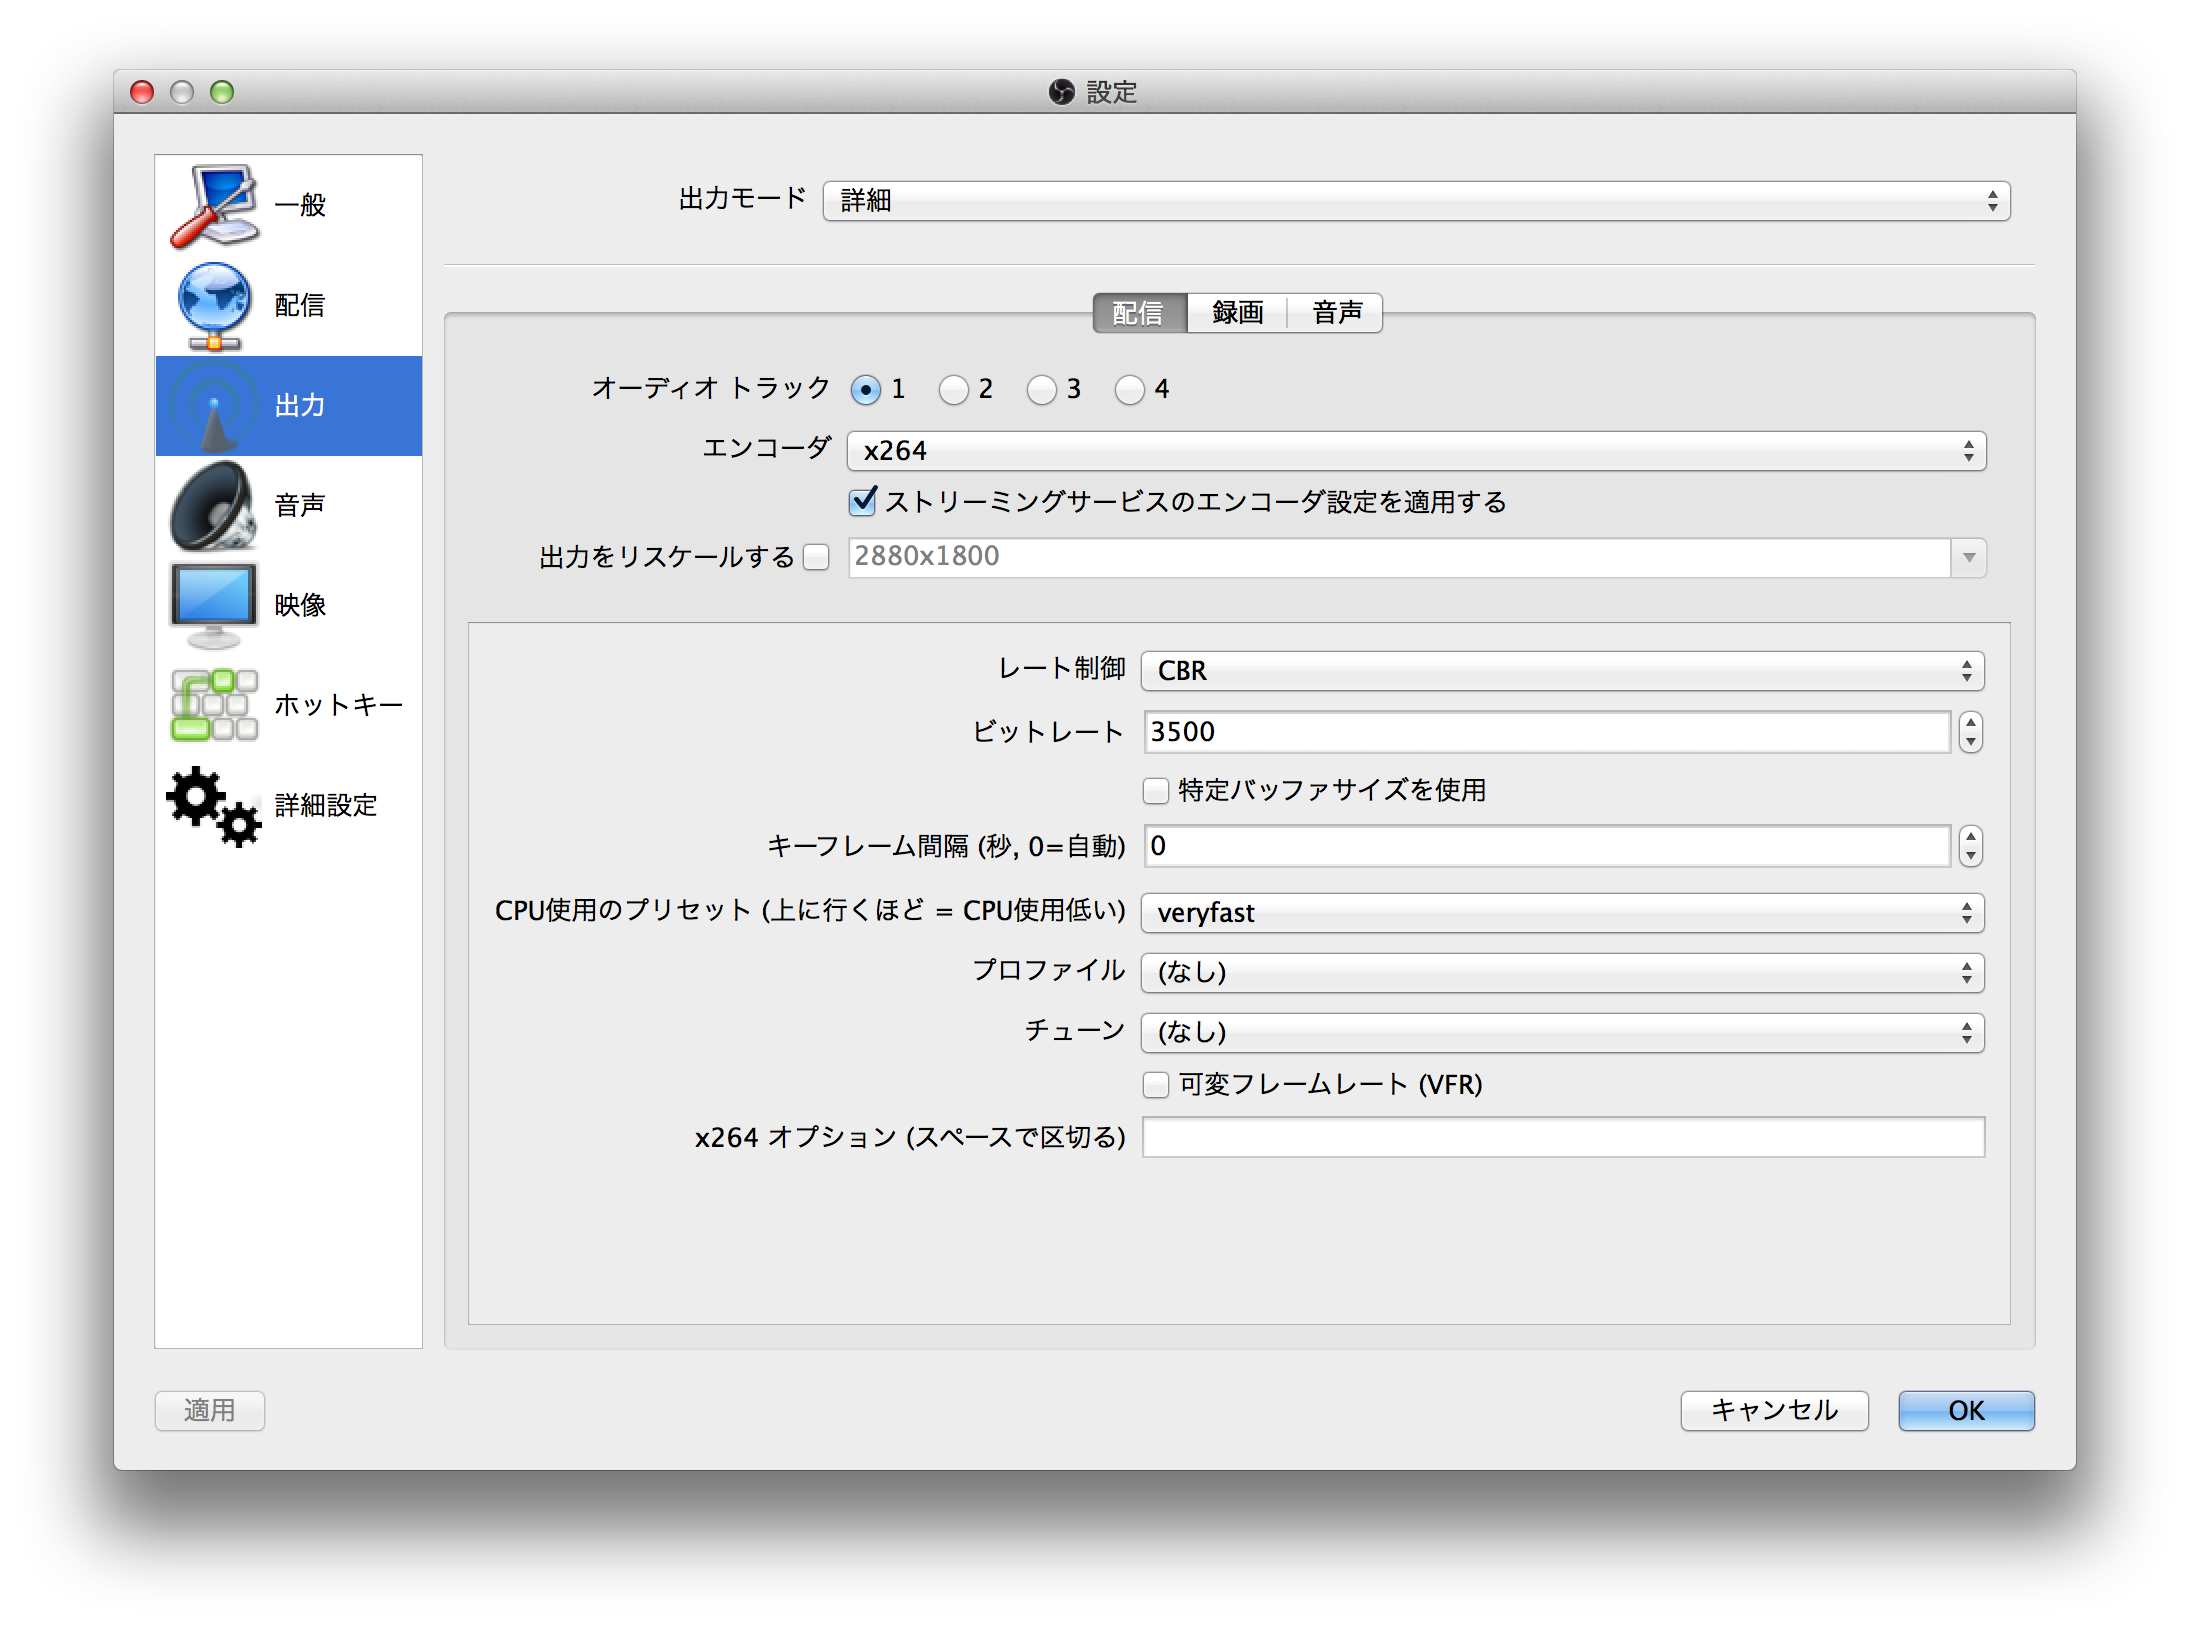 設定
一般
配信
出力
音声
映像
ホットキー
詳細設定
出力モード 詳細
配信 録画 音声
オーディオ トラック 1 2 3 4
エンコーダ x264
ストリーミングサービスのエンコーダ設定を適用する
出力をリスケールする 2880x1800
レート制御 CBR
ビットレート 3500
特定バッファサイズを使用
キーフレーム間隔 (秒, 0=自動) 0
CPU使用のプリセット (上に行くほど = CPU使用低い) veryfast
プロファイル (なし)
チューン (なし)
可変フレームレート (VFR)
x264 オプション (スペースで区切る)
適用 キャンセル OK